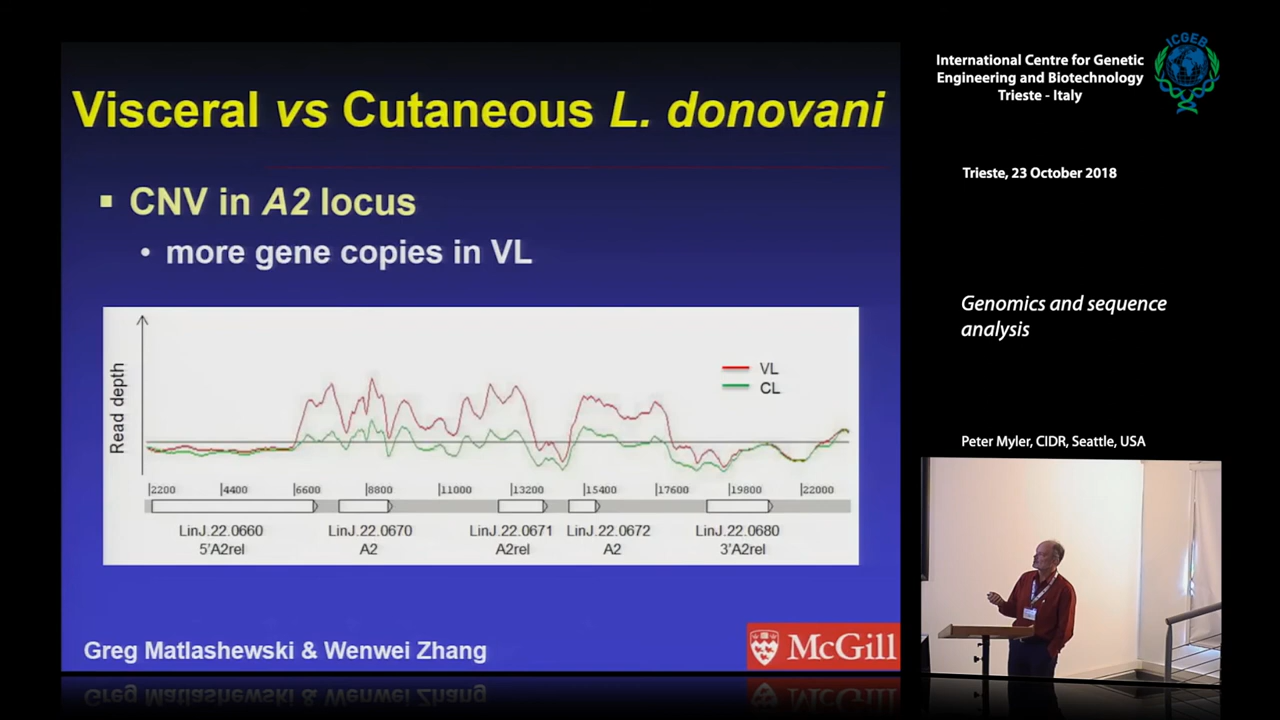 Visceral vs Cutaneous L. donovani
▪ CNV in A2 locus
• more gene copies in VL
Read depth
VL
CL
|2200 |4400 |6600 |8800 |11000 |13200 |15400 |17600 |19800 |22000
LinJ.22.0660 LinJ.22.0670 LinJ.22.0671 LinJ.22.0672 LinJ.22.0680
5'A2rel A2 A2rel A2 3'A2rel
Greg Matlashewski & Wenwei Zhang
McGill
International Centre for Genetic
Engineering and Biotechnology
Trieste - Italy
ICGEB
Trieste, 23 October 2018
Genomics and sequence
analysis
Peter Myler, CIDR, Seattle, USA